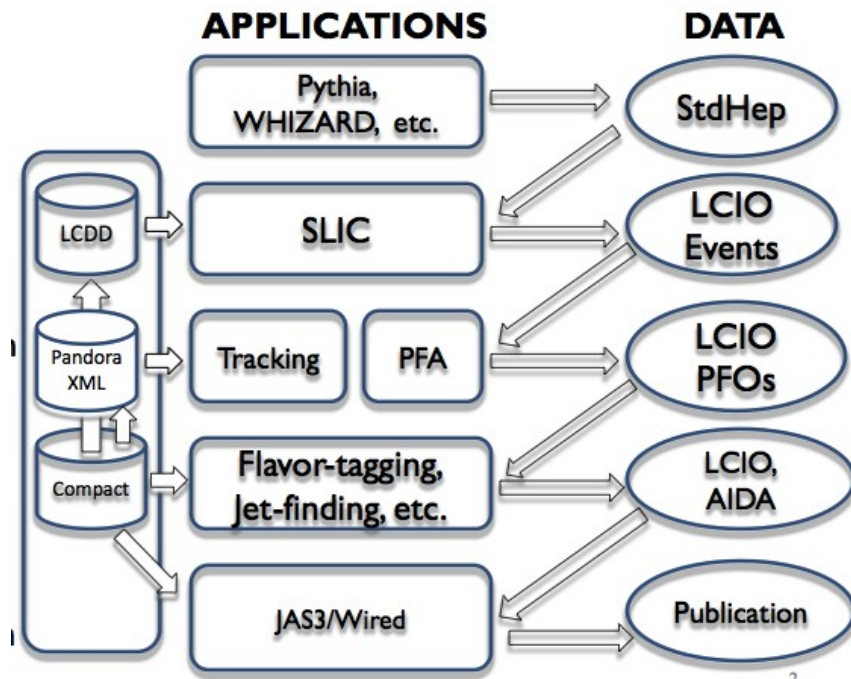 APPLICATIONS
DATA
Pythia,
WHIZARD, etc.
StdHep
LCDD
SLIC
LCIO
Events
Pandora
XML
Tracking
PFA
LCIO
PFOs
Compact
Flavor-tagging,
Jet-finding, etc.
LCIO,
AIDA
JAS3/Wired
Publication